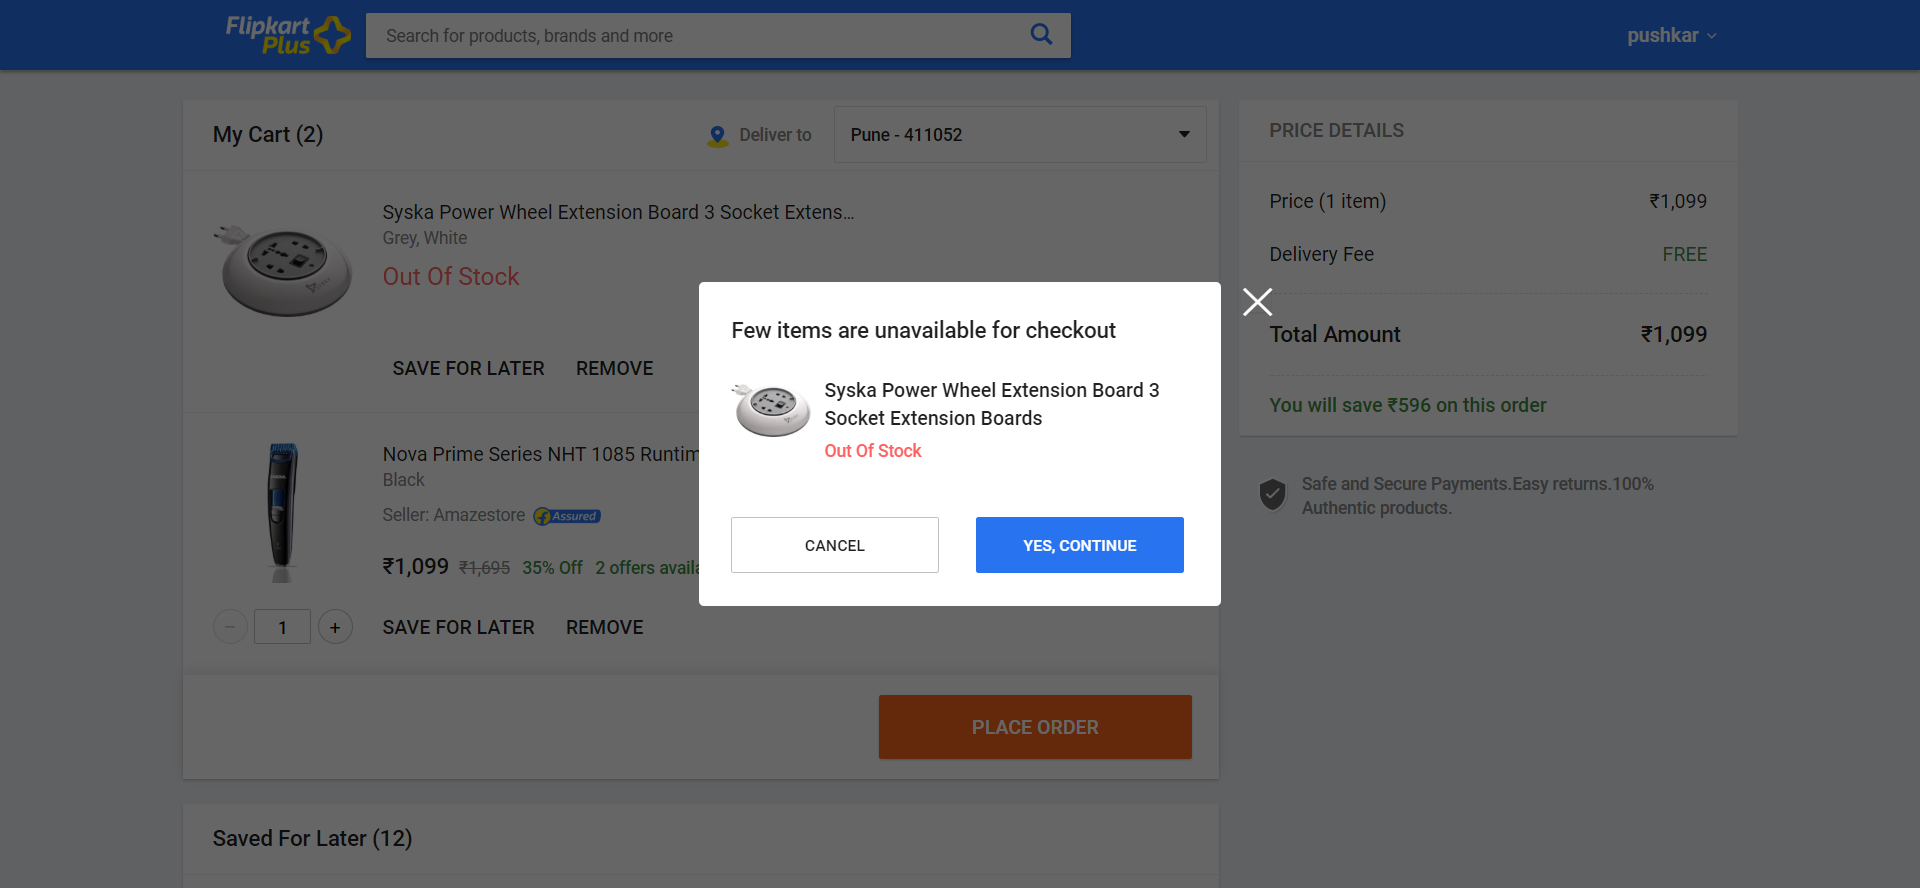 Flipkart
Plus
Search for products, brands and more
pushkar
My Cart (2)
Deliver to
Pune - 411052
Syska Power Wheel Extension Board 3 Socket Extens...
Grey, White
Out Of Stock
SAVE FOR LATER
REMOVE
Nova Prime Series NHT 1085 Runtim
Black
Seller: Amazestore
Assured
₹1,099 ₹1,695 35% Off 2 offers availa
1
SAVE FOR LATER
REMOVE
PLACE ORDER
Saved For Later (12)
Few items are unavailable for checkout
Syska Power Wheel Extension Board 3
Socket Extension Boards
Out Of Stock
CANCEL
YES, CONTINUE
PRICE DETAILS
Price (1 item) ₹1,099
Delivery Fee FREE
Total Amount ₹1,099
You will save ₹596 on this order
Safe and Secure Payments.Easy returns.100%
Authentic products.